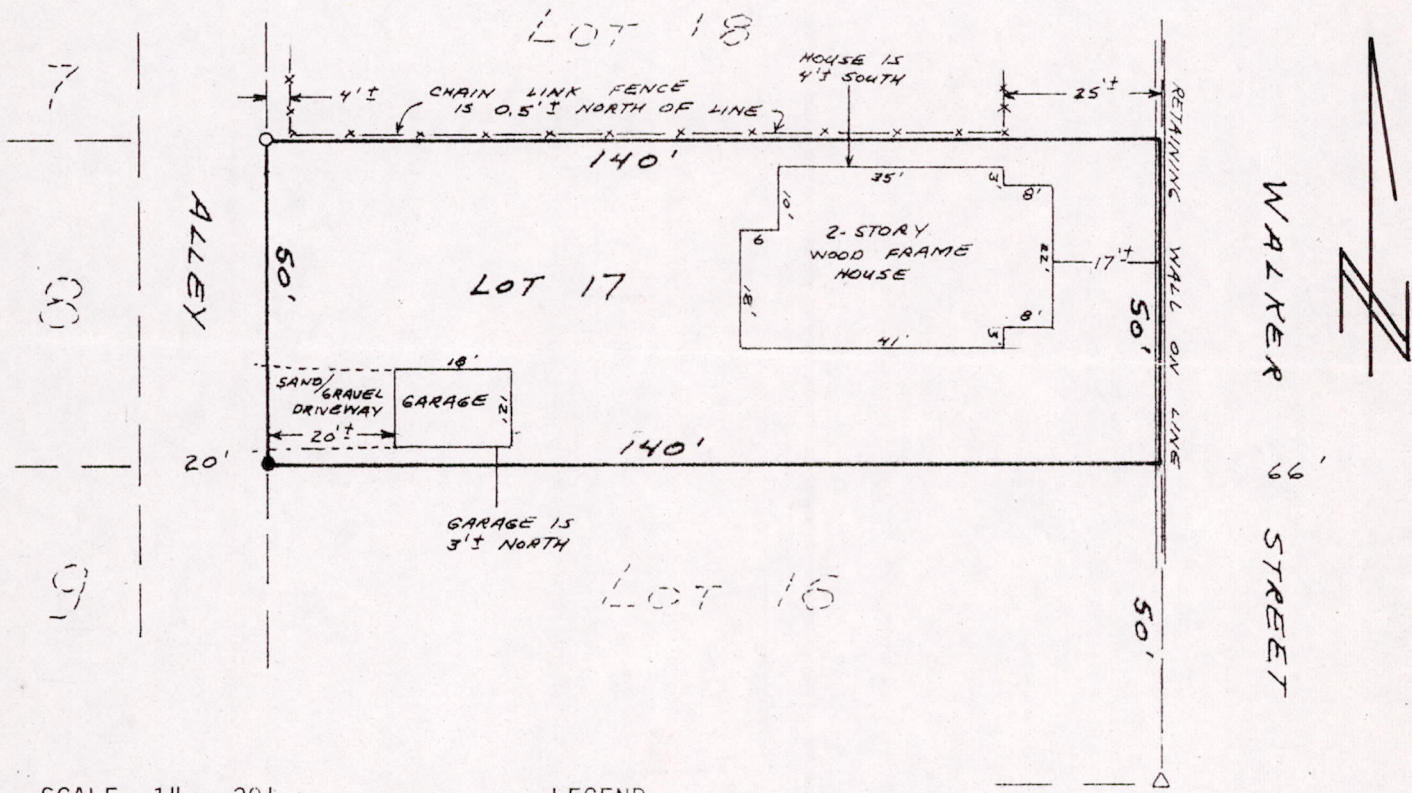 LOT 18
7
4'±
CHAIN LINK FENCE
IS 0.5'± NORTH OF LINE
HOUSE IS
4'± SOUTH
25'±
RETAINING WALL ON LINE
140'
35'
3'
8'
10'
6
2-STORY
WOOD FRAME
HOUSE
22'
17'±
18'
8'
3'
41'
ALLEY
50'
LOT 17
50'
WALKER STREET
66'
8
SAND/
GRAVEL
DRIVEWAY
20'±
18'
GARAGE
12'
140'
20'
GARAGE IS
3'± NORTH
9
LOT 16
50'
N
LEGEND